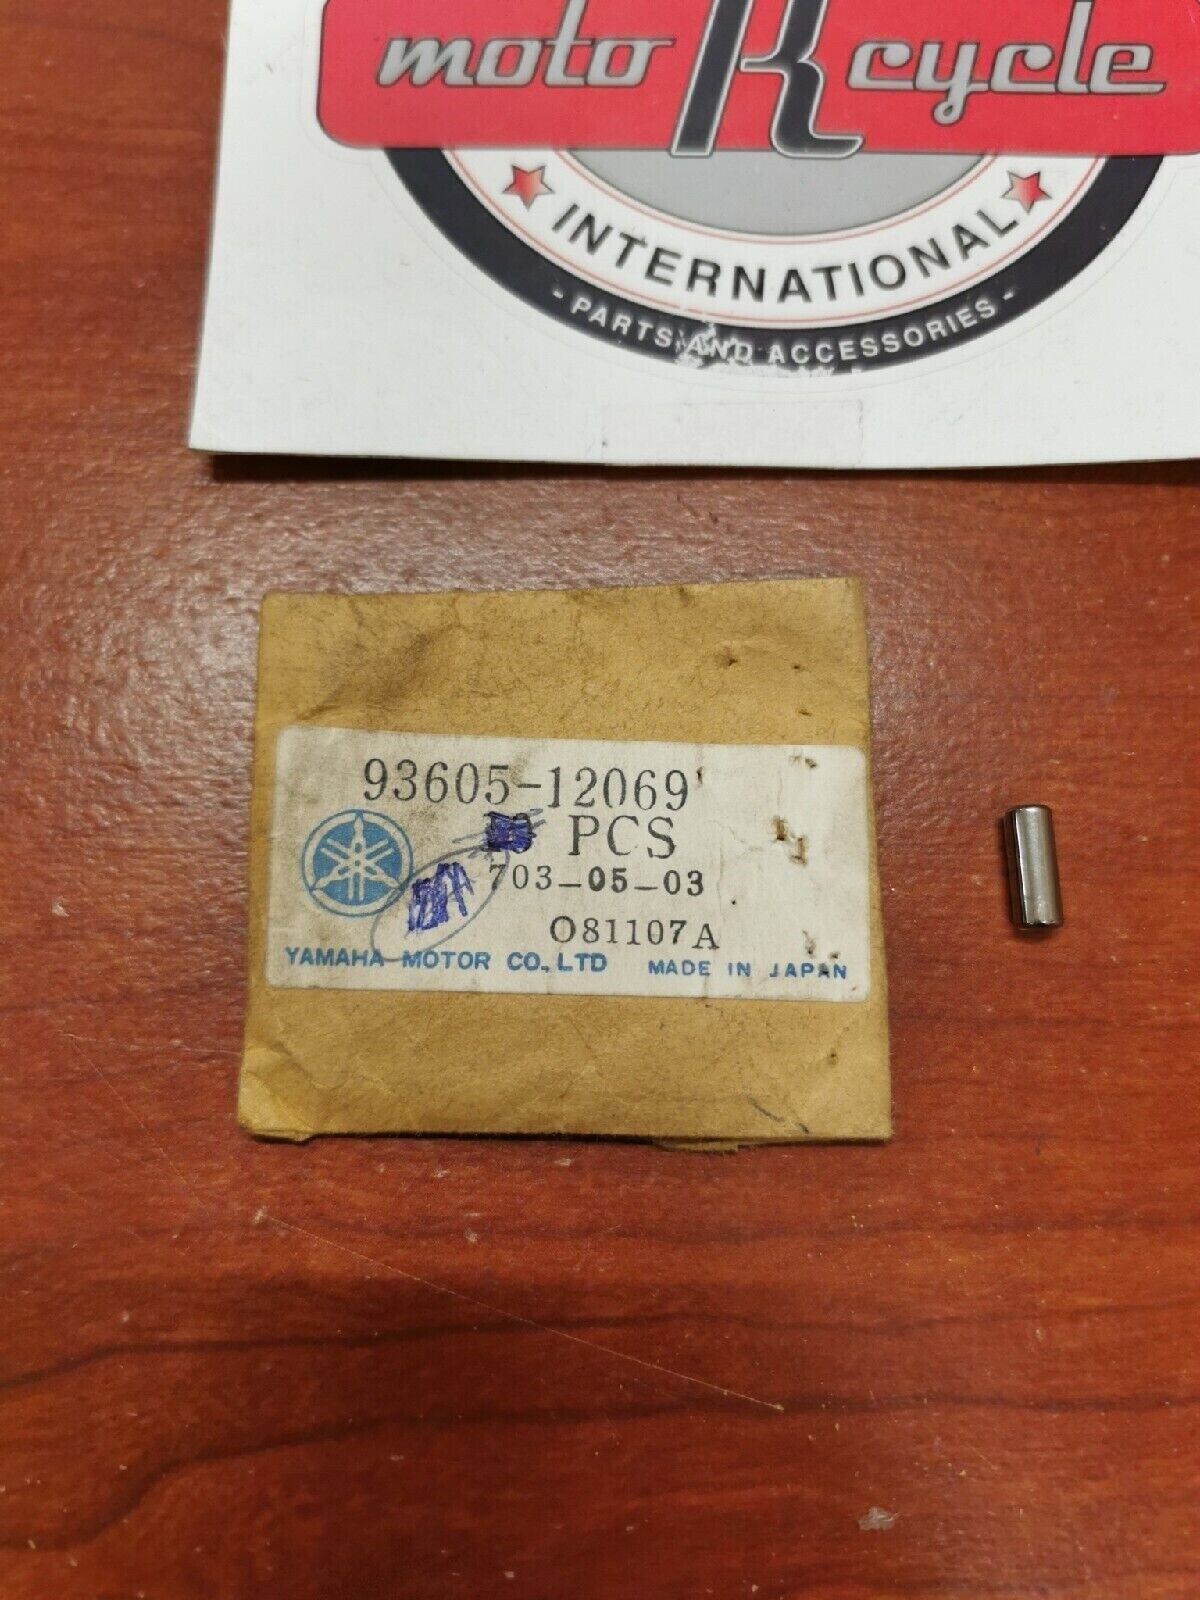 moto R cycle
INTERNATIONAL
- PARTS AND ACCESSORIES -
93605-12069
PCS
703-05-03
O81107A
YAMAHA MOTOR CO., LTD MADE IN JAPAN